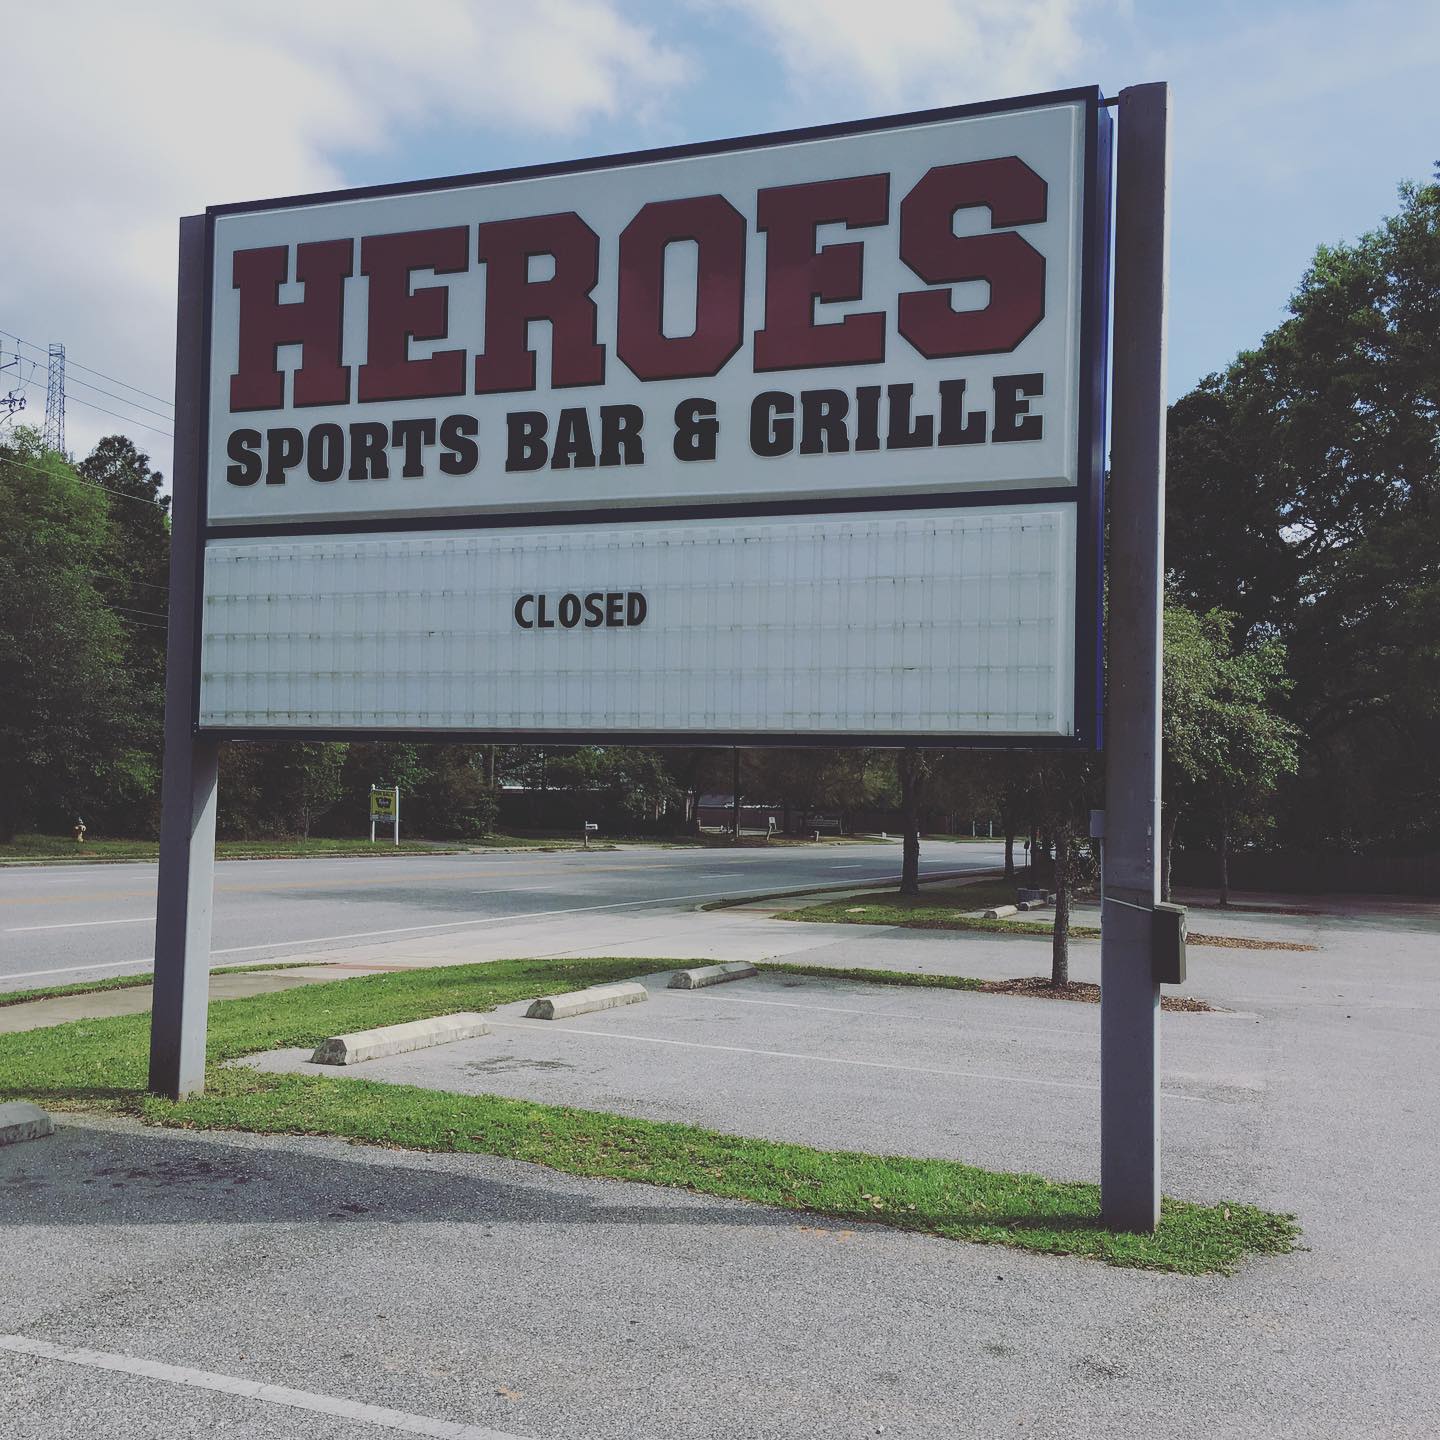 HEROES
SPORTS BAR & GRILLE
CLOSED